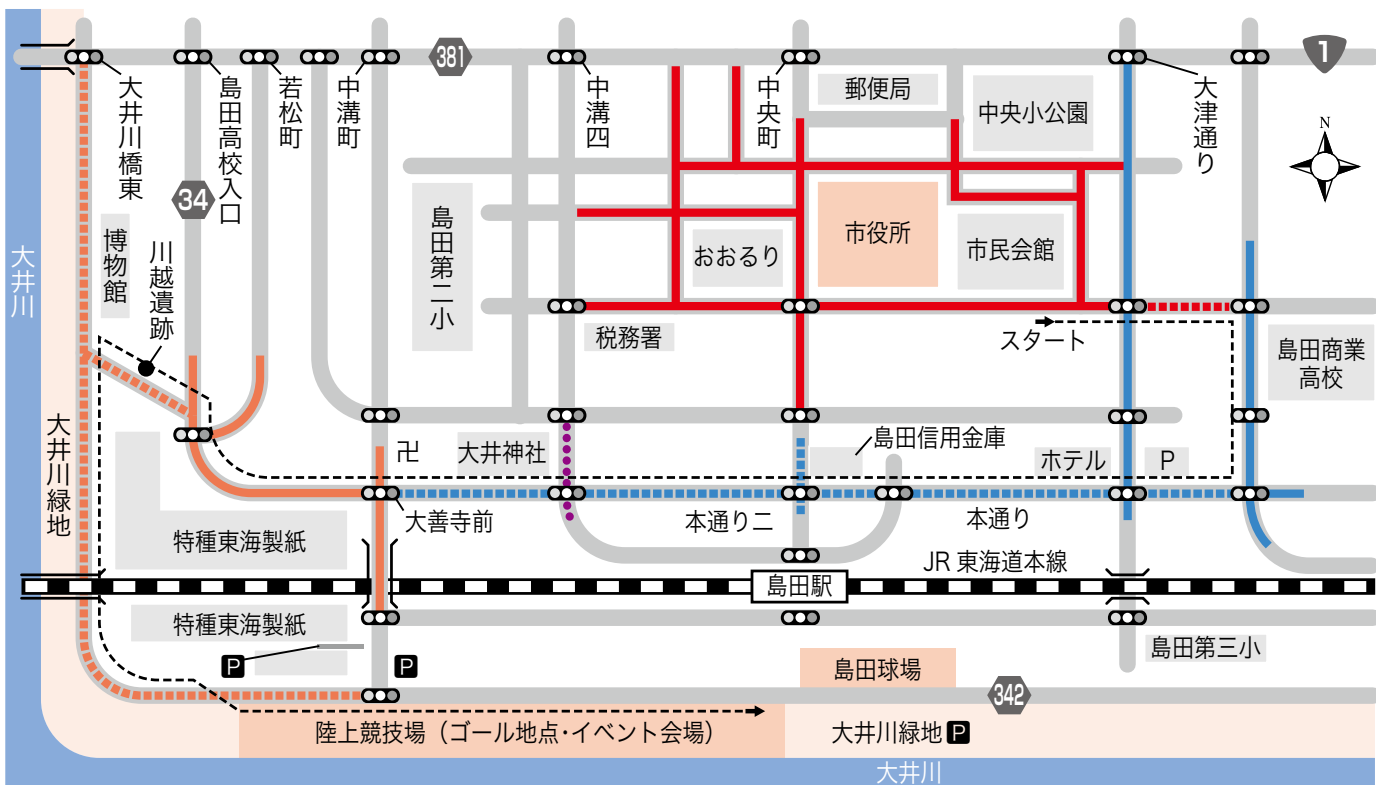 381
1
N
大井川橋東
島田高校入口
若松町
中溝町
中溝四
中央町
郵便局
中央小公園
大津通り
34
博物館
川越遺跡
島田第二小
おおるり
市役所
市民会館
大井川
税務署
スタート
島田商業
高校
大井川緑地
卍
大井神社
島田信用金庫
ホテル
P
大善寺前
本通り二
本通り
特種東海製紙
JR 東海道本線
島田駅
特種東海製紙
P
P
島田球場
島田第三小
342
陸上競技場(ゴール地点・イベント会場)
大井川緑地 P
大井川